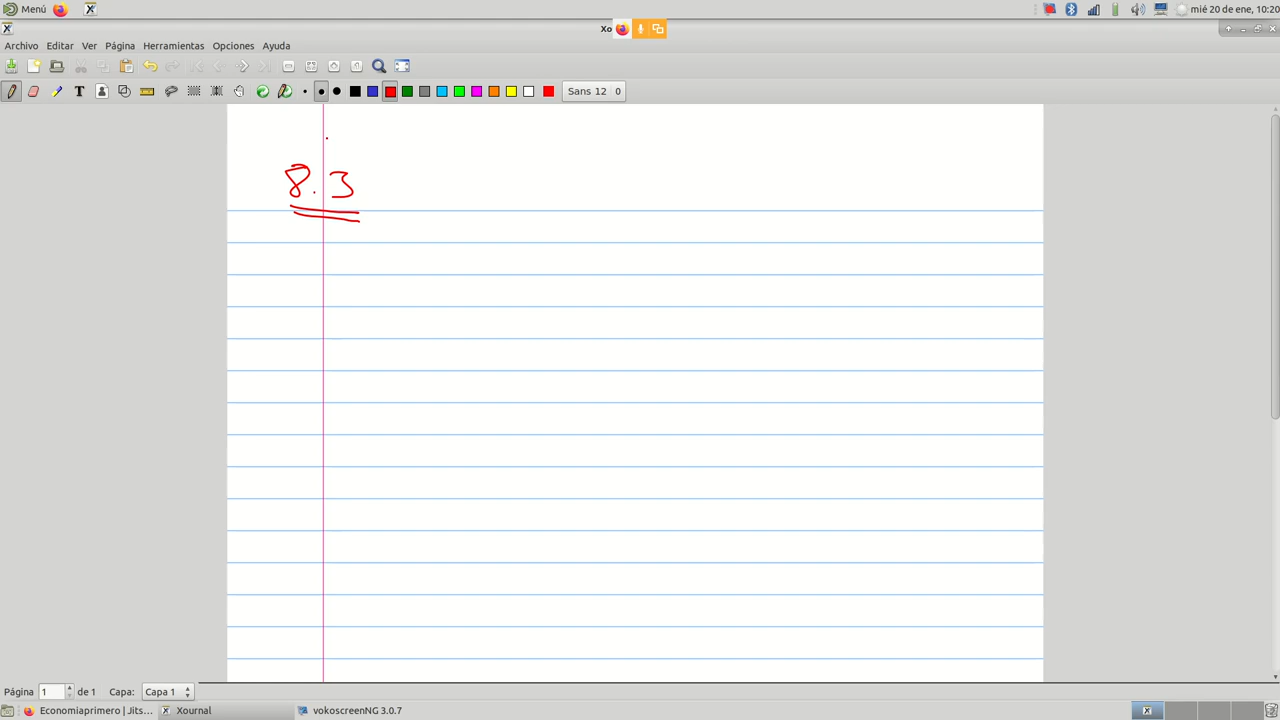 Menú
mié 20 de ene, 10:20
Xo
Archivo Editar Ver Página Herramientas Opciones Ayuda
Sans 12 0
8.3
Página 1 de 1 Capa: Capa 1
Economiaprimero | Jits... Xournal vokoscreenNG 3.0.7